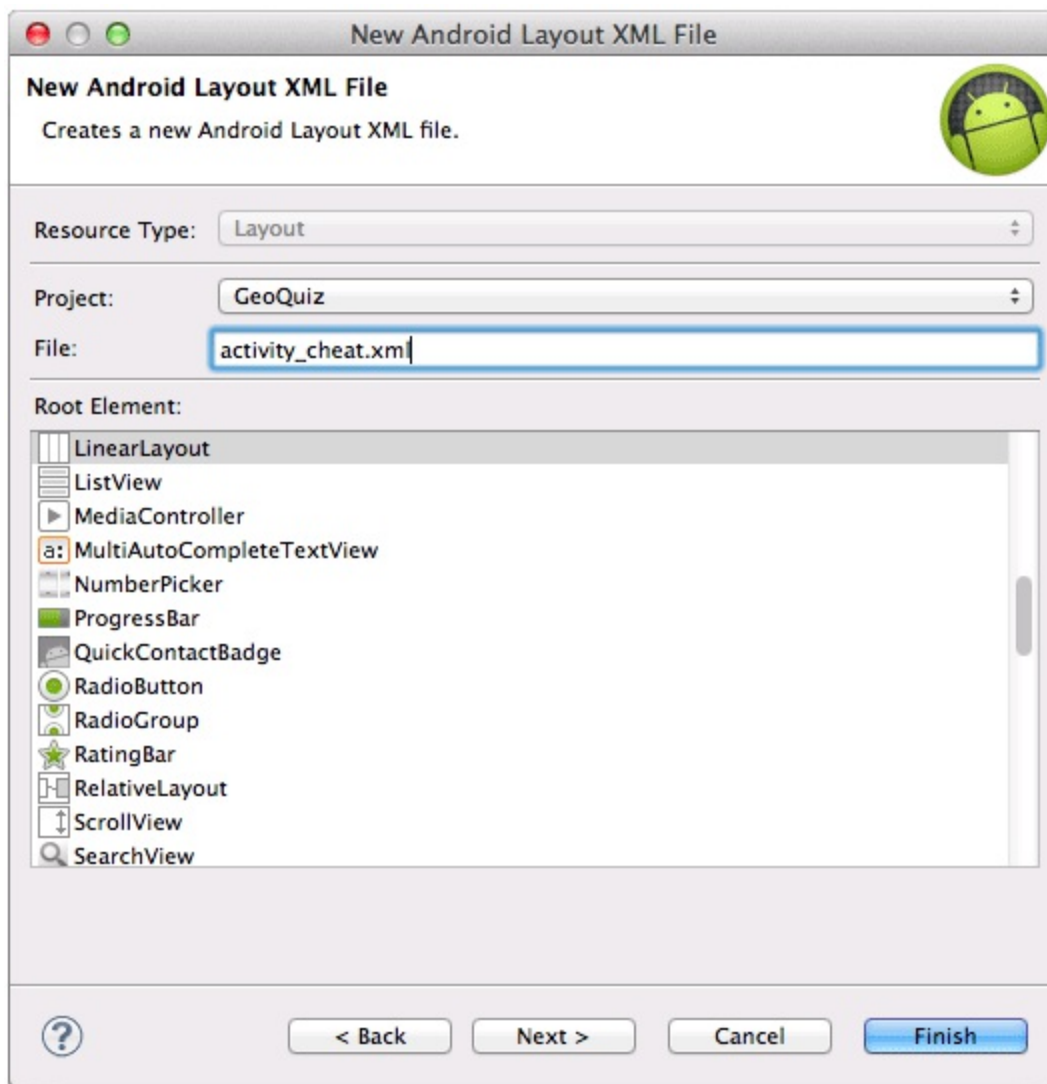 New Android Layout XML File
New Android Layout XML File
Creates a new Android Layout XML file.
Resource Type: Layout
Project: GeoQuiz
File: activity_cheat.xml
Root Element:
LinearLayout
ListView
MediaController
a: MultiAutoCompleteTextView
NumberPicker
ProgressBar
QuickContactBadge
RadioButton
RadioGroup
RatingBar
RelativeLayout
ScrollView
SearchView
? < Back Next > Cancel Finish